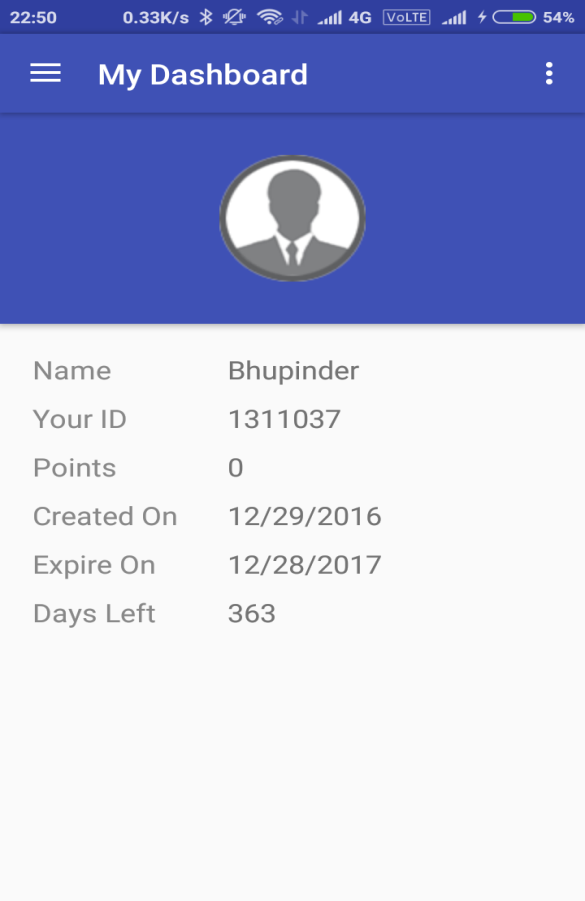 22:50 0.33K/s 4G VoLTE 54%
My Dashboard
Name Bhupinder
Your ID 1311037
Points 0
Created On 12/29/2016
Expire On 12/28/2017
Days Left 363